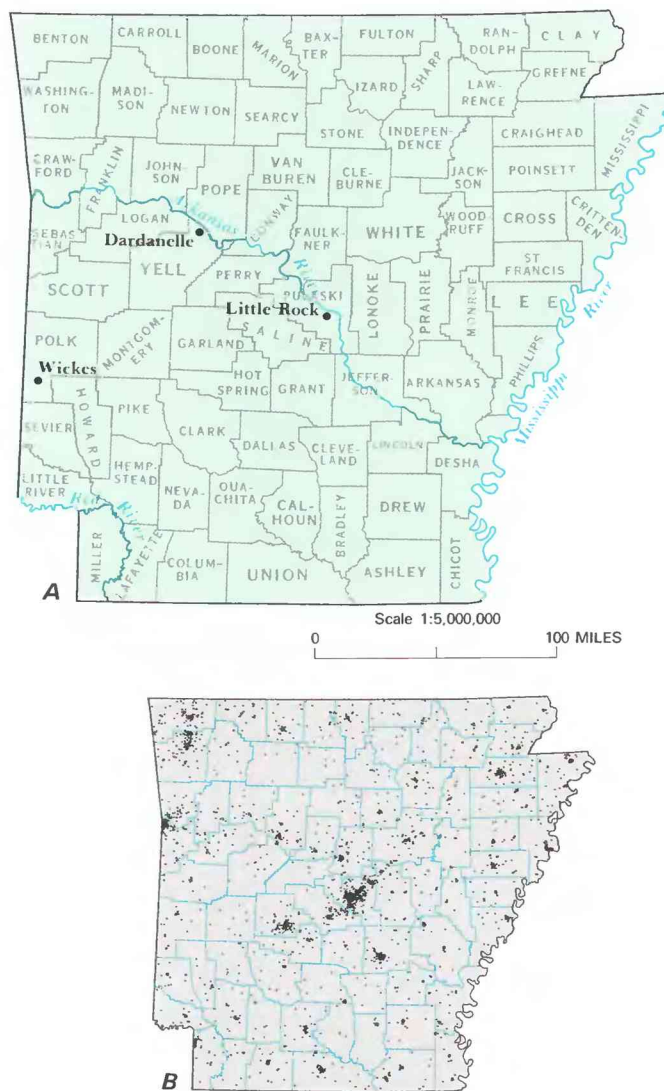 BENTON
CARROLL
BOONE
MARION
BAX-
TER
FULTON
SHARP
RAN-
DOLPH
CLAY
GREENE
WASHING-
TON
MADI-
SON
NEWTON
SEARCY
IZARD
LAW-
RENCE
STONE
INDEPEN-
DENCE
CRAIGHEAD
MISSISSIPPI
CRAW-
FORD
FRANKLIN
JOHN-
SON
POPE
VAN
BUREN
CLE-
BURNE
JACK-
SON
POINSETT
LOGAN
Arkansas
River
CONWAY
FAULK-
NER
WHITE
WOOD-
RUFF
CROSS
CRITTEN-
DEN
SEBAS-
TIAN
Dardanelle
ST
FRANCIS
SCOTT
YELL
PERRY
PULASKI
Little Rock
LONOKE
PRAIRIE
MONROE
LEE
River
POLK
MONTGOM-
ERY
GARLAND
SALINE
PHILLIPS
Wickes
HOT
SPRING
GRANT
JEFFER-
SON
ARKANSAS
Mississippi
SEVIER
HOWARD
PIKE
CLARK
DALLAS
CLEVE-
LAND
LINCOLN
DESHA
LITTLE
RIVER
Red
River
HEMP-
STEAD
NEVA-
DA
OUA-
CHITA
CAL-
HOUN
BRADLEY
DREW
MILLER
LAFAYETTE
COLUM-
BIA
UNION
ASHLEY
CHICOT
A
Scale 1:5,000,000
0 100 MILES
B